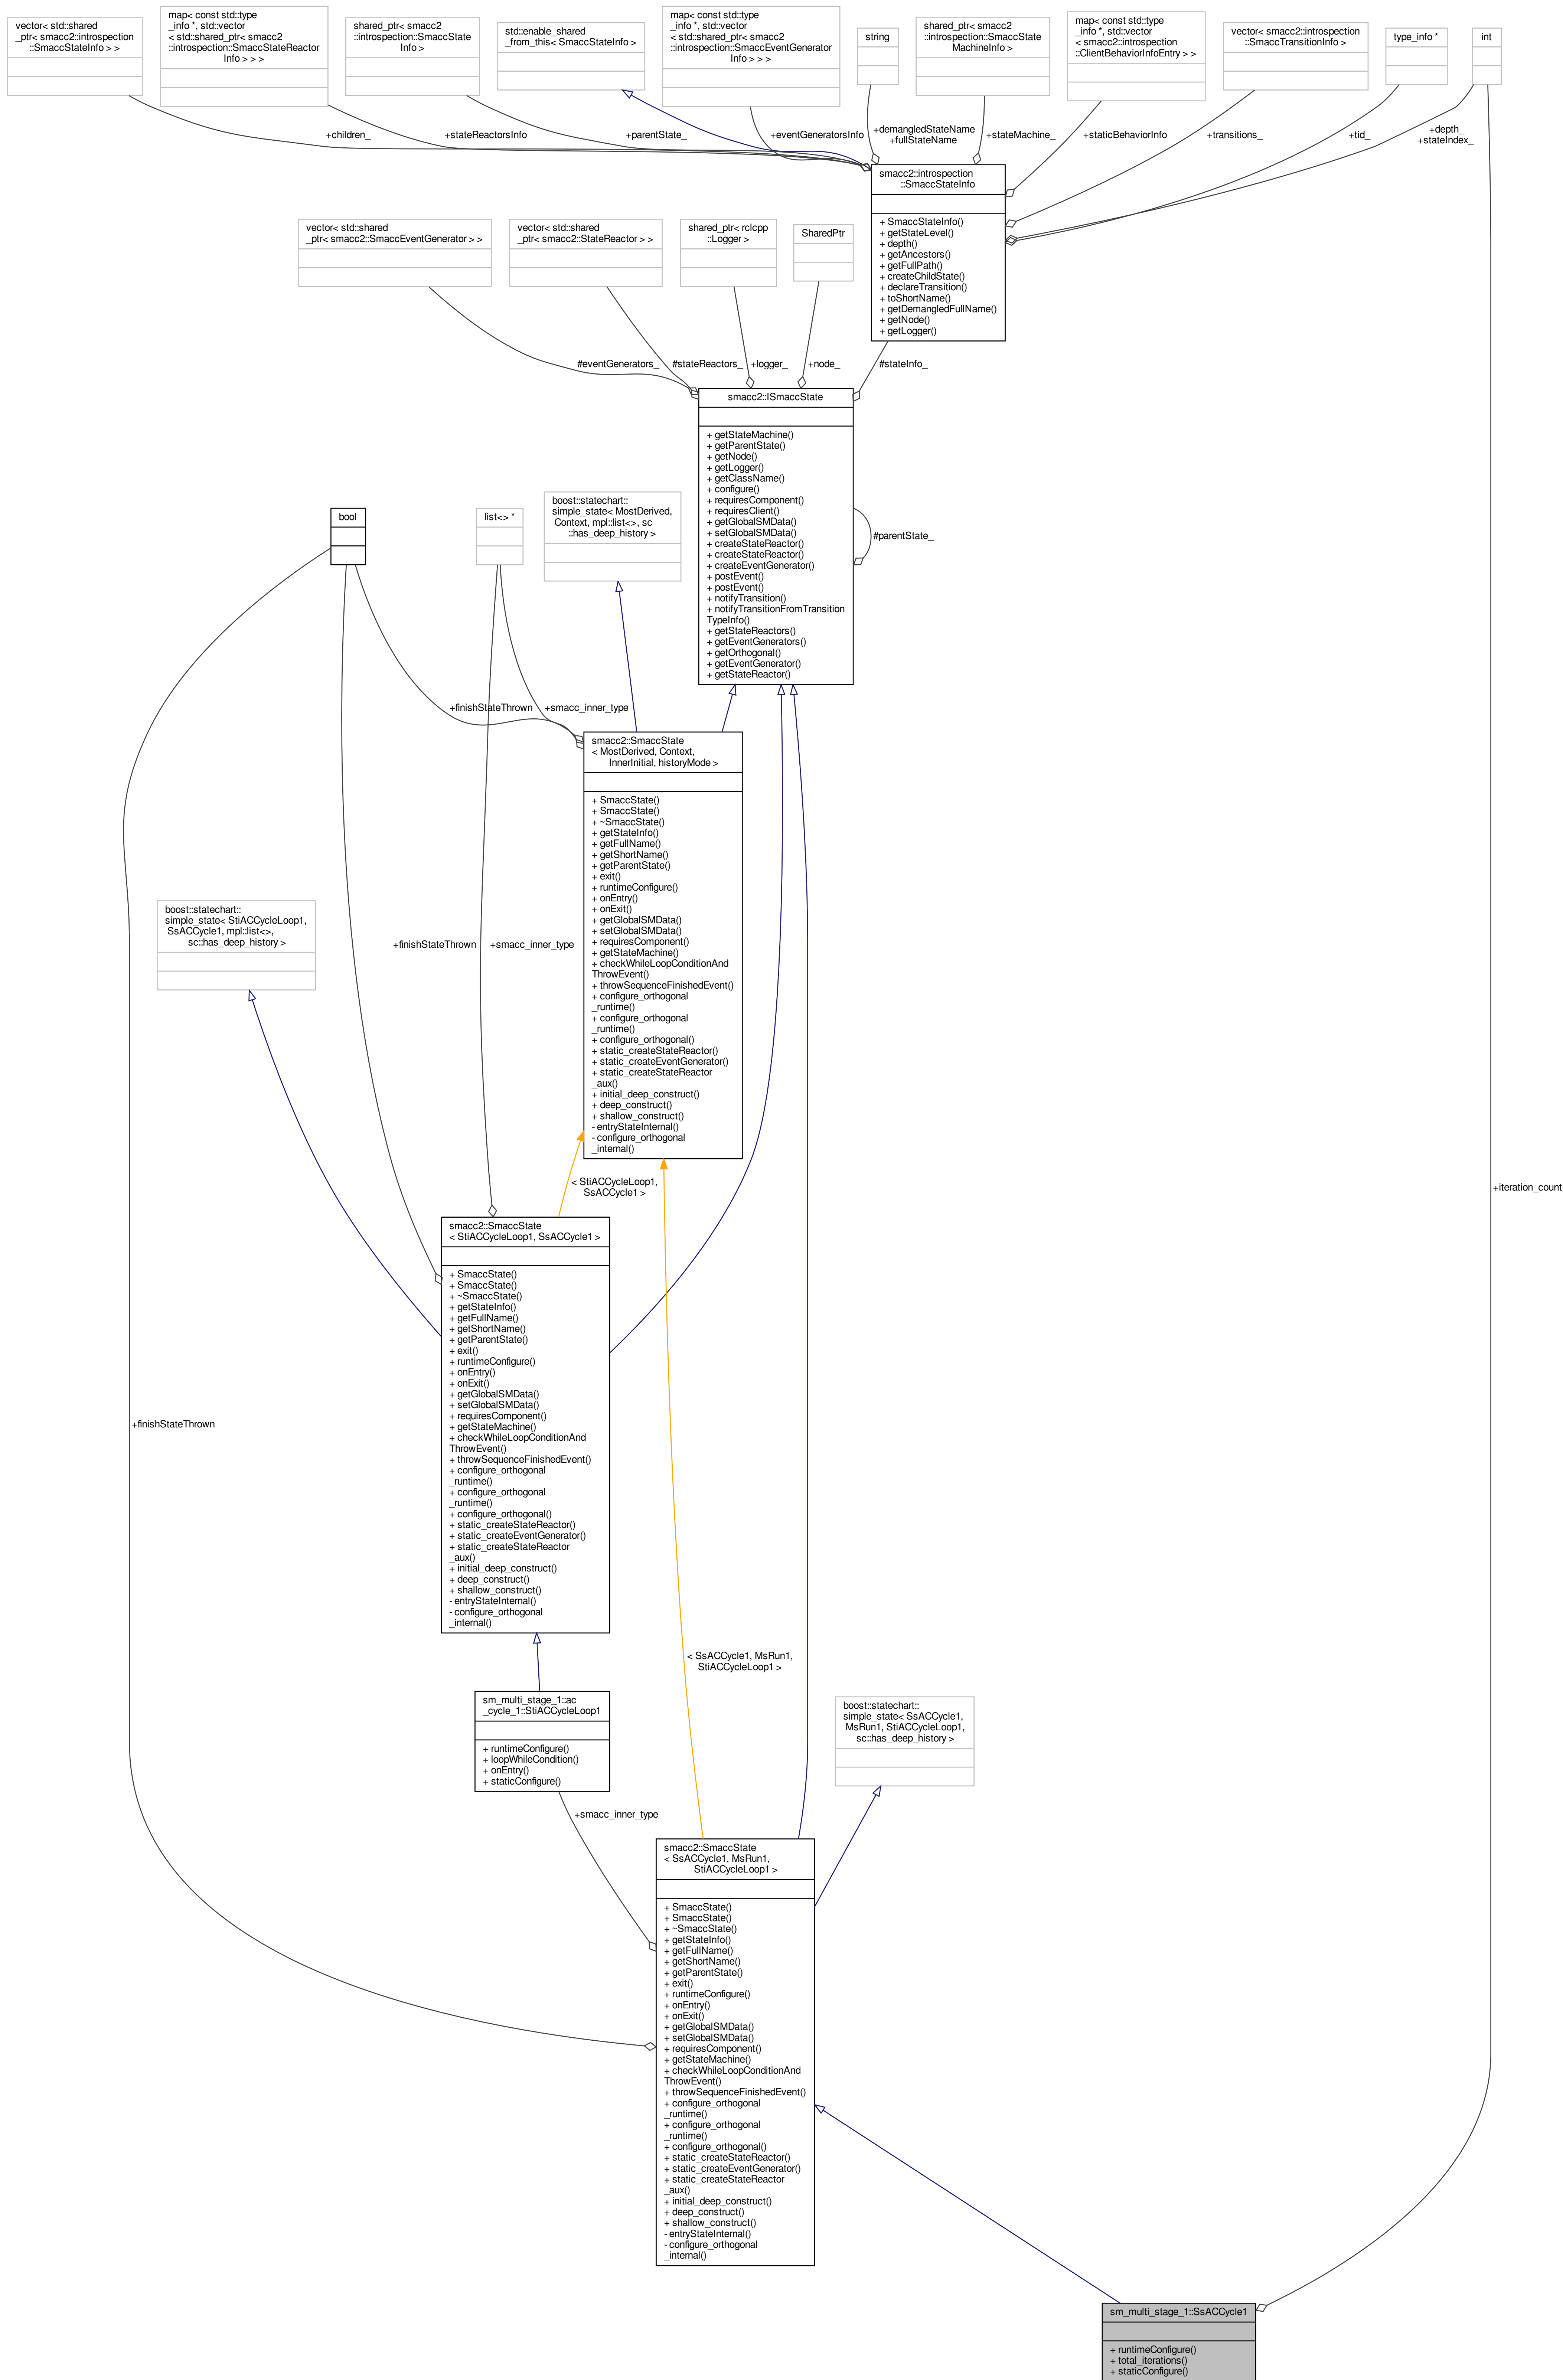 vector< std::shared
_ptr< smacc2::introspection
::SmaccStateInfo > >
map< const std::type
_info *, std::vector
< std::shared_ptr< smacc2
::introspection::SmaccStateReactor
Info > > >
shared_ptr< smacc2
::introspection::SmaccState
Info >
std::enable_shared
_from_this< SmaccStateInfo >
map< const std::type
_info *, std::vector
< std::shared_ptr< smacc2
::introspection::SmaccEventGenerator
Info > > >
string
shared_ptr< smacc2
::introspection::SmaccState
MachineInfo >
map< const std::type
_info *, std::vector
< smacc2::introspection
::ClientBehaviorInfoEntry > >
vector< smacc2::introspection
::SmaccTransitionInfo >
type_info *
int
+children_
+stateReactorsInfo
+parentState_
+eventGeneratorsInfo
+demangledStateName
+fullStateName
+stateMachine_
+staticBehaviorInfo
+transitions_
+tid_
+depth_
+stateIndex_
smacc2::introspection
::SmaccStateInfo
+ SmaccStateInfo()
+ getStateLevel()
+ depth()
+ getAncestors()
+ getFullPath()
+ createChildState()
+ declareTransition()
+ toShortName()
+ getDemangledFullName()
+ getNode()
+ getLogger()
vector< std::shared
_ptr< smacc2::SmaccEventGenerator > >
vector< std::shared
_ptr< smacc2::StateReactor > >
shared_ptr< rclcpp
::Logger >
SharedPtr
#eventGenerators_
#stateReactors_
+logger_
+node_
#stateInfo_
smacc2::ISmaccState
+ getStateMachine()
+ getParentState()
+ getNode()
+ getLogger()
+ getClassName()
+ configure()
+ requiresComponent()
+ requiresClient()
+ getGlobalSMData()
+ setGlobalSMData()
+ createStateReactor()
+ createStateReactor()
+ createEventGenerator()
+ postEvent()
+ postEvent()
+ notifyTransition()
+ notifyTransitionFromTransition
TypeInfo()
+ getStateReactors()
+ getEventGenerators()
+ getOrthogonal()
+ getEventGenerator()
+ getStateReactor()
#parentState_
bool
list<> *
boost::statechart::
simple_state< MostDerived,
Context, mpl::list<>, sc
::has_deep_history >
+finishStateThrown
+smacc_inner_type
smacc2::SmaccState
< MostDerived, Context,
InnerInitial, historyMode >
+ SmaccState()
+ SmaccState()
+ ~SmaccState()
+ getStateInfo()
+ getFullName()
+ getShortName()
+ getParentState()
+ exit()
+ runtimeConfigure()
+ onEntry()
+ onExit()
+ getGlobalSMData()
+ setGlobalSMData()
+ requiresComponent()
+ getStateMachine()
+ checkWhileLoopConditionAnd
ThrowEvent()
+ throwSequenceFinishedEvent()
+ configure_orthogonal
_runtime()
+ configure_orthogonal
_runtime()
+ configure_orthogonal()
+ static_createStateReactor()
+ static_createEventGenerator()
+ static_createStateReactor
_aux()
+ initial_deep_construct()
+ deep_construct()
+ shallow_construct()
- entryStateInternal()
- configure_orthogonal
_internal()
boost::statechart::
simple_state< StiACCycleLoop1,
SsACCycle1, mpl::list<>,
sc::has_deep_history >
+finishStateThrown
+smacc_inner_type
< StiACCycleLoop1,
SsACCycle1 >
+iteration_count
smacc2::SmaccState
< StiACCycleLoop1, SsACCycle1 >
+ SmaccState()
+ SmaccState()
+ ~SmaccState()
+ getStateInfo()
+ getFullName()
+ getShortName()
+ getParentState()
+ exit()
+ runtimeConfigure()
+ onEntry()
+ onExit()
+ getGlobalSMData()
+ setGlobalSMData()
+ requiresComponent()
+ getStateMachine()
+ checkWhileLoopConditionAnd
ThrowEvent()
+ throwSequenceFinishedEvent()
+ configure_orthogonal
_runtime()
+ configure_orthogonal
_runtime()
+ configure_orthogonal()
+ static_createStateReactor()
+ static_createEventGenerator()
+ static_createStateReactor
_aux()
+ initial_deep_construct()
+ deep_construct()
+ shallow_construct()
- entryStateInternal()
- configure_orthogonal
_internal()
+finishStateThrown
< SsACCycle1, MsRun1,
StiACCycleLoop1 >
sm_multi_stage_1::ac
_cycle_1::StiACCycleLoop1
+ runtimeConfigure()
+ loopWhileCondition()
+ onEntry()
+ staticConfigure()
boost::statechart::
simple_state< SsACCycle1,
MsRun1, StiACCycleLoop1,
sc::has_deep_history >
+smacc_inner_type
smacc2::SmaccState
< SsACCycle1, MsRun1,
StiACCycleLoop1 >
+ SmaccState()
+ SmaccState()
+ ~SmaccState()
+ getStateInfo()
+ getFullName()
+ getShortName()
+ getParentState()
+ exit()
+ runtimeConfigure()
+ onEntry()
+ onExit()
+ getGlobalSMData()
+ setGlobalSMData()
+ requiresComponent()
+ getStateMachine()
+ checkWhileLoopConditionAnd
ThrowEvent()
+ throwSequenceFinishedEvent()
+ configure_orthogonal
_runtime()
+ configure_orthogonal
_runtime()
+ configure_orthogonal()
+ static_createStateReactor()
+ static_createEventGenerator()
+ static_createStateReactor
_aux()
+ initial_deep_construct()
+ deep_construct()
+ shallow_construct()
- entryStateInternal()
- configure_orthogonal
_internal()
sm_multi_stage_1::SsACCycle1
+ runtimeConfigure()
+ total_iterations()
+ staticConfigure()